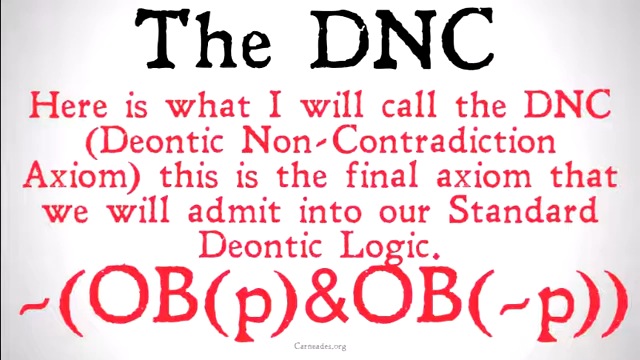 The DNC
Here is what I will call the DNC
(Deontic Non-Contradiction
Axiom) this is the final axiom that
we will admit into our Standard
Deontic Logic.
~(OB(p)&OB(~p))
Carneades.org